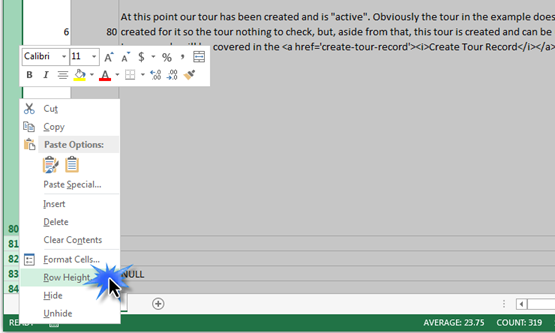 At this point our tour has been created and is "active". Obviously the tour in the example does
6 80 created for it so the tour nothing to check, but, aside from that, this tour is created and can be
be covered in the <a href='create-tour-record'><i>Create Tour Record</i></a>
Calibri 11 A A $ % ,
B I A
Cut
Copy
Paste Options:
Paste Special...
Insert
Delete
80
Clear Contents
81
82 Format Cells...
83 Row Height NULL
84 Hide
Unhide
AVERAGE: 23.75 COUNT: 319